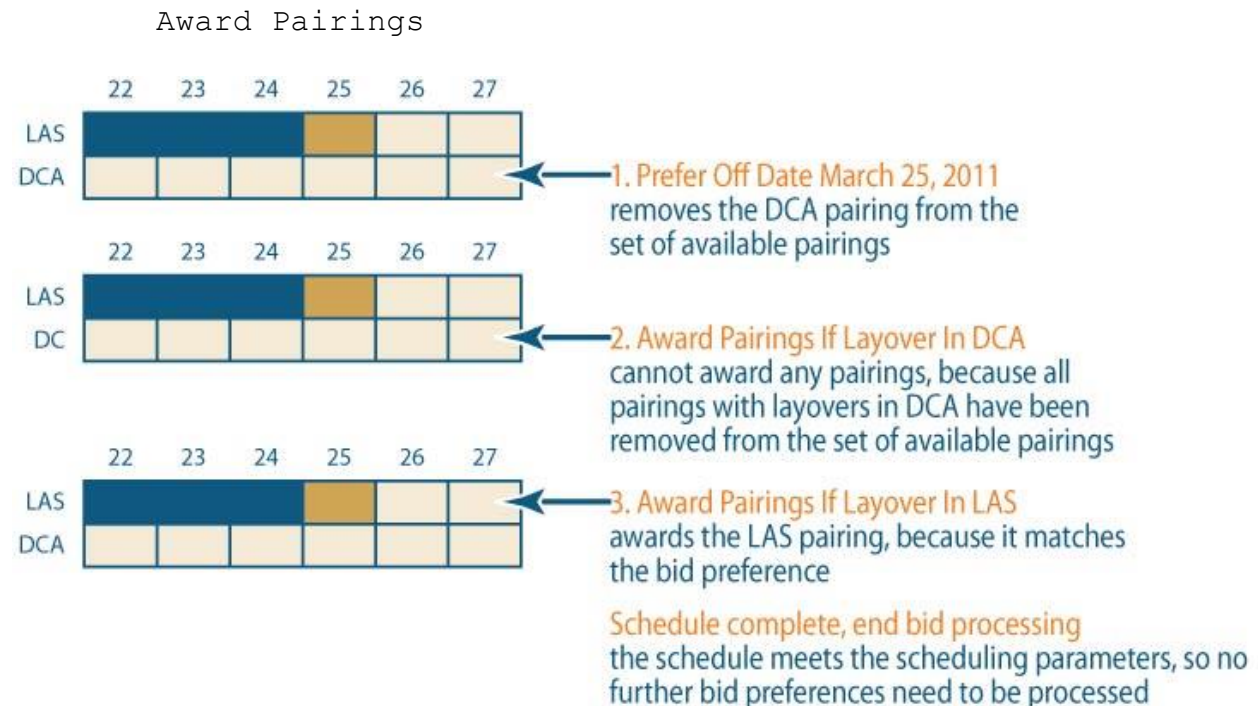 Award Pairings
22 23 24 25 26 27
LAS
DCA
1. Prefer Off Date March 25, 2011
removes the DCA pairing from the
set of available pairings
22 23 24 25 26 27
LAS
DC
2. Award Pairings If Layover In DCA
cannot award any pairings, because all
pairings with layovers in DCA have been
removed from the set of available pairings
22 23 24 25 26 27
LAS
DCA
3. Award Pairings If Layover In LAS
awards the LAS pairing, because it matches
the bid preference
Schedule complete, end bid processing
the schedule meets the scheduling parameters, so no
further bid preferences need to be processed